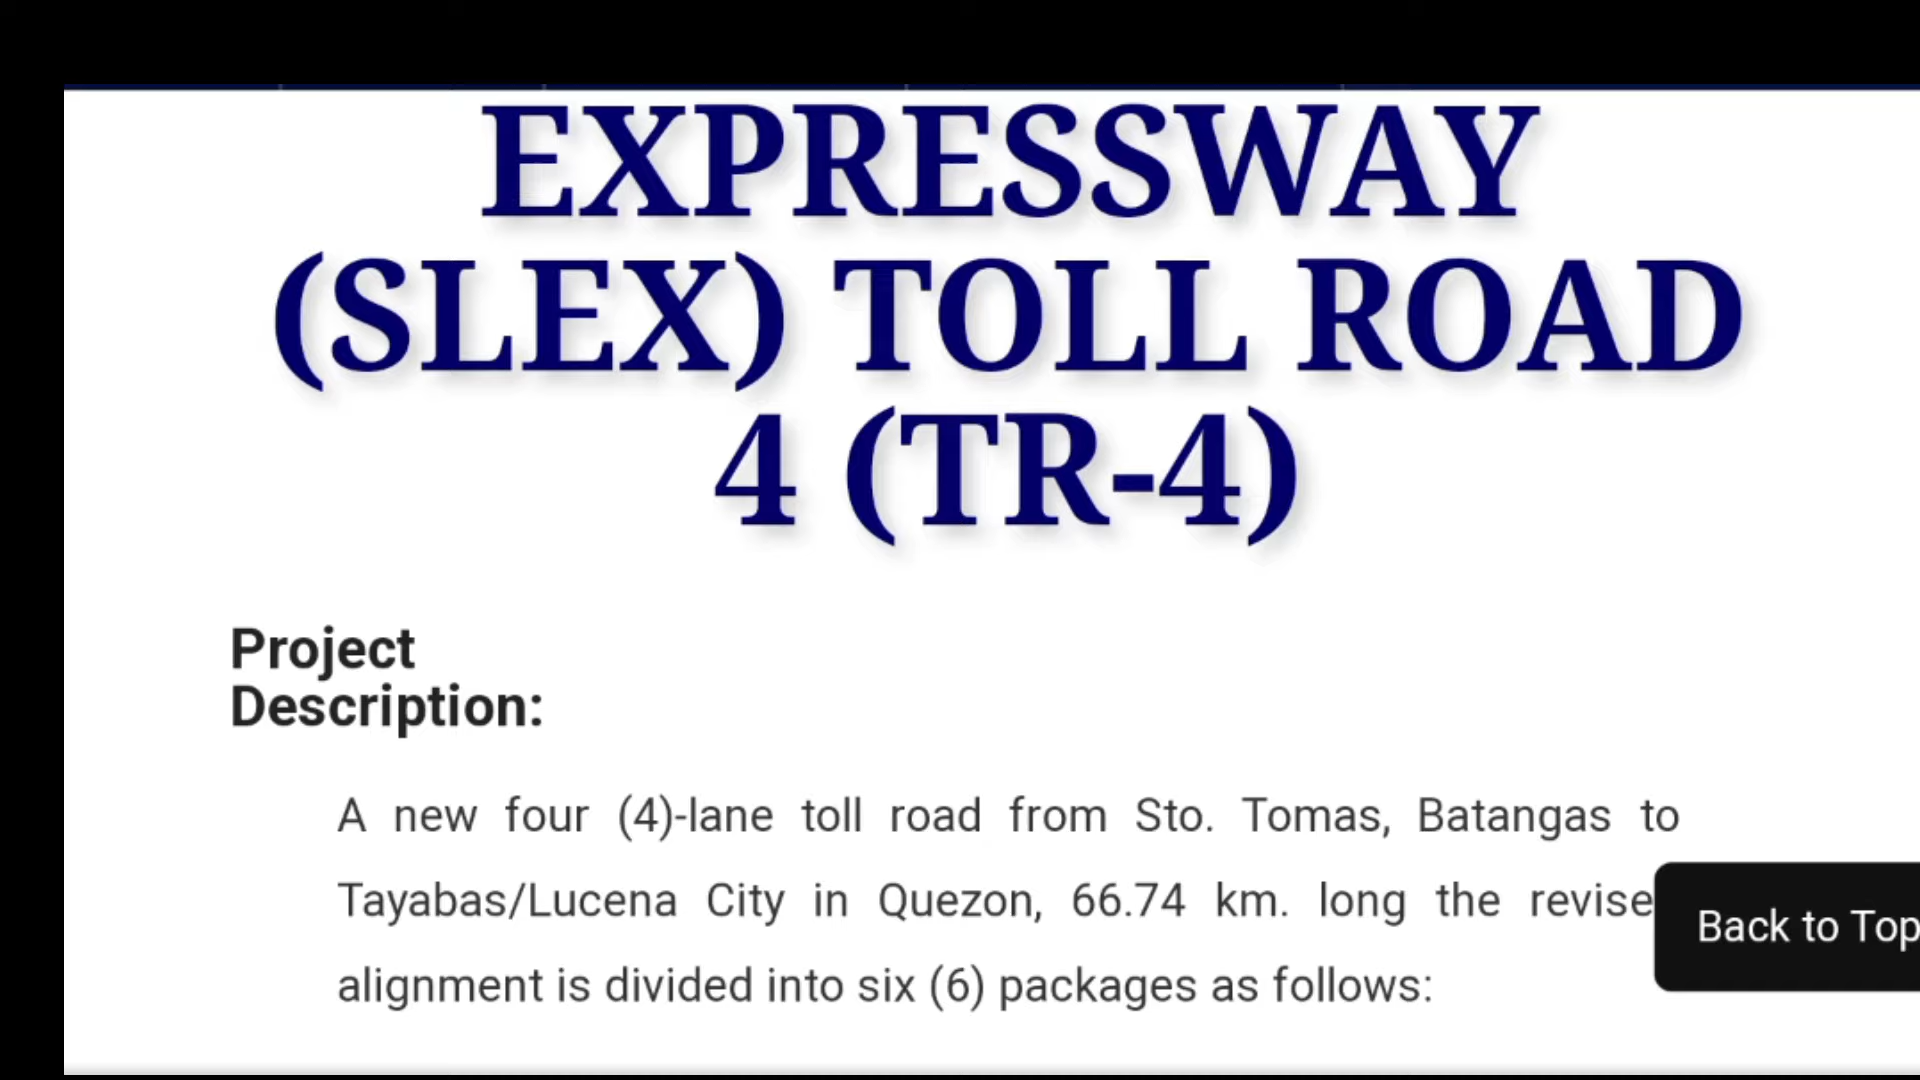 EXPRESSWAY
(SLEX) TOLL ROAD
4 (TR-4)
Project
Description:
A new four (4)-lane toll road from Sto. Tomas, Batangas to
Tayabas/Lucena City in Quezon, 66.74 km. long the revise
alignment is divided into six (6) packages as follows:
Back to Top